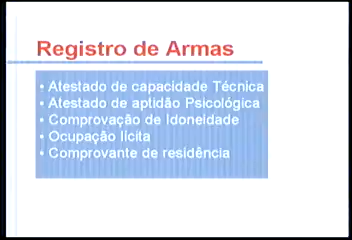 Registro de Armas
• Atestado de capacidade Técnica
• Atestado de aptidão Psicológica
• Comprovação de Idoneidade
• Ocupação lícita
• Comprovante de residência